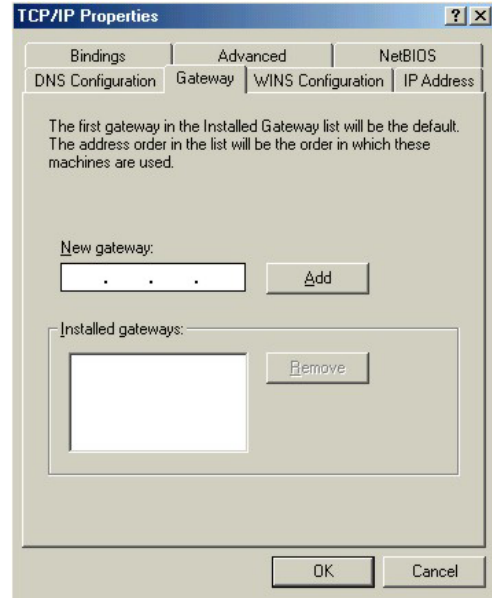 TCP/IP Properties
Bindings
Advanced
NetBIOS
DNS Configuration
Gateway
WINS Configuration
IP Address
The first gateway in the Installed Gateway list will be the default.
The address order in the list will be the order in which these
machines are used.
New gateway:
. . .
Add
Installed gateways:
Remove
OK
Cancel